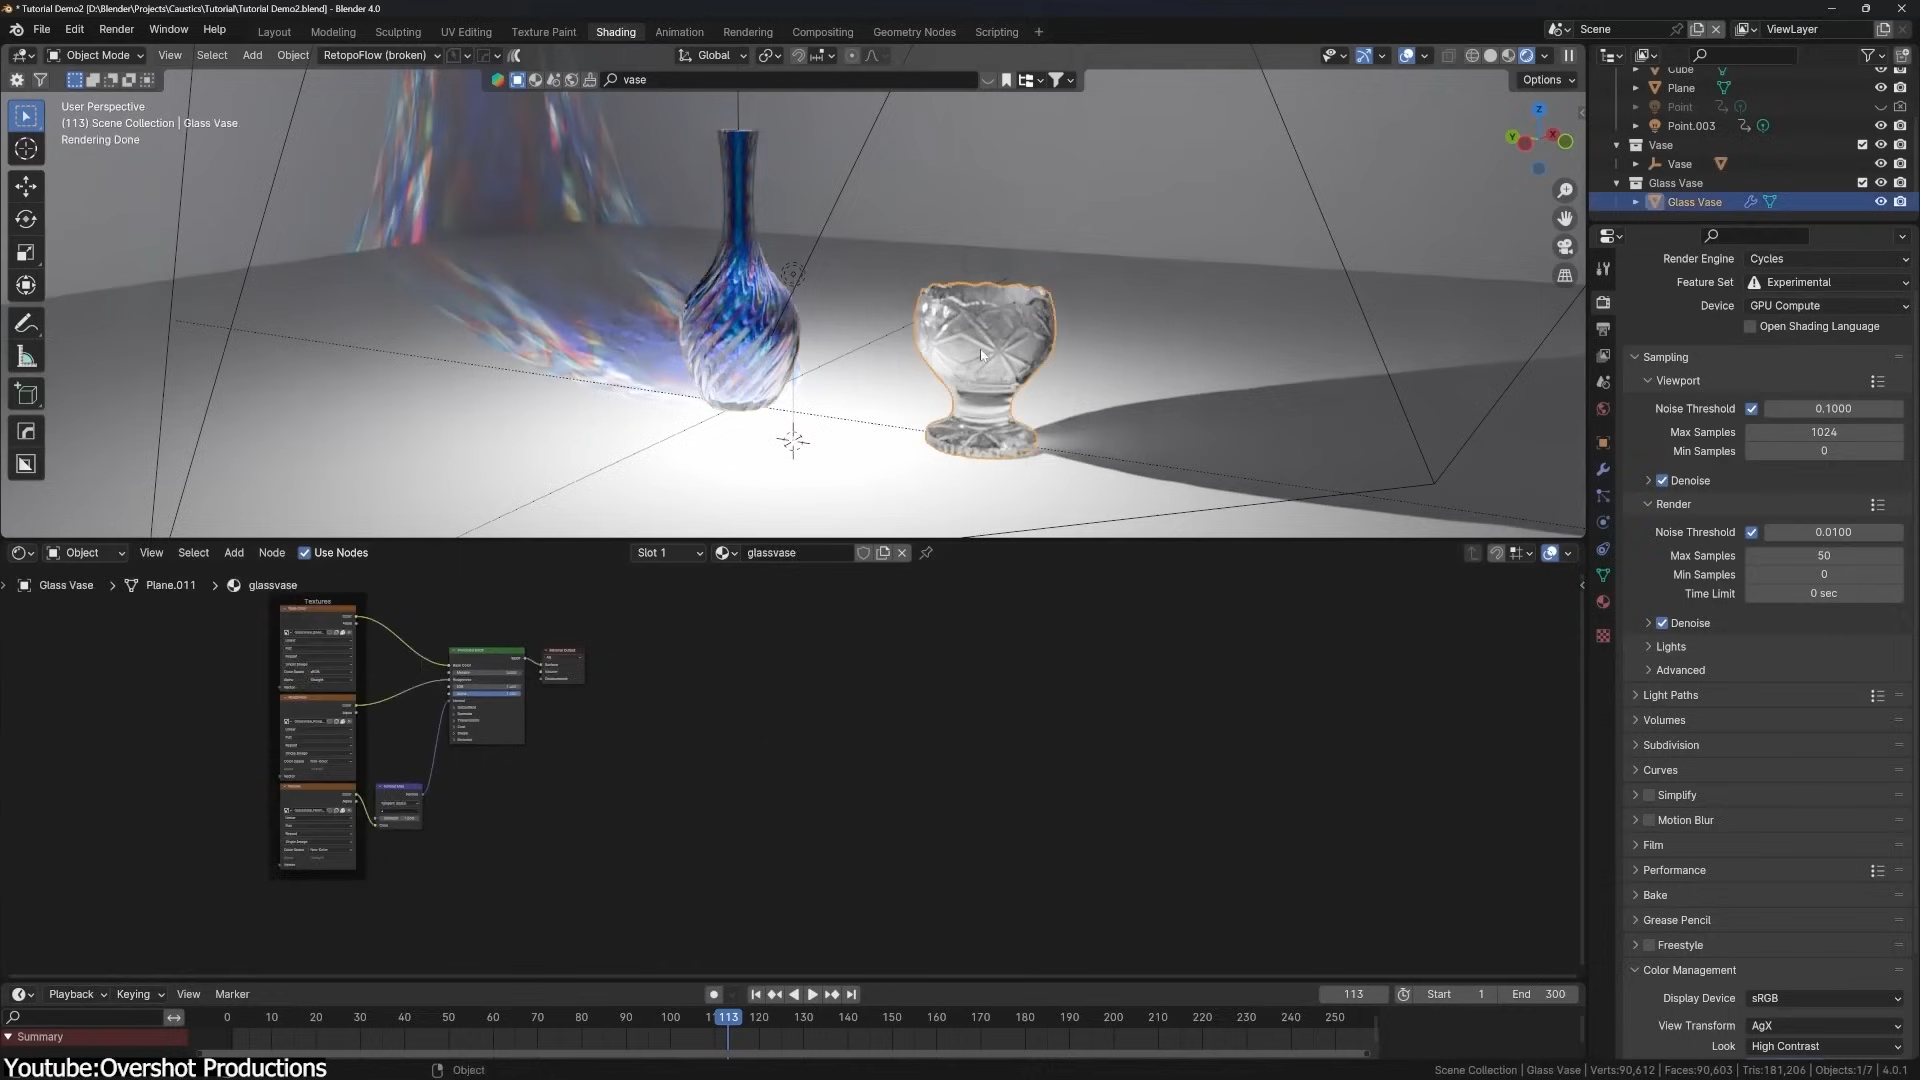 * Tutorial Demo2 [D:\Blender\Projects\Caustics\Tutorial\Tutorial Demo2.blend] - Blender 4.0
File Edit Render Window Help Layout Modeling Sculpting UV Editing Texture Paint Shading Animation Rendering Compositing Geometry Nodes Scripting + Scene ViewLayer
Object Mode View Select Add Object RetopoFlow (broken) Global
vase Options
User Perspective
(113) Scene Collection | Glass Vase
Rendering Done
Z
Y
X
Cube
Plane
Point
Point.003
Vase
Vase
Glass Vase
Glass Vase
Render Engine Cycles
Feature Set Experimental
Device GPU Compute
Open Shading Language
Sampling
Viewport
Noise Threshold 0.1000
Max Samples 1024
Min Samples 0
Denoise
Render
Noise Threshold 0.0100
Max Samples 50
Min Samples 0
Time Limit 0 sec
Denoise
Lights
Advanced
Light Paths
Volumes
Subdivision
Curves
Simplify
Motion Blur
Film
Performance
Bake
Grease Pencil
Freestyle
Color Management
Display Device sRGB
View Transform AgX
Look High Contrast
Object View Select Add Node Use Nodes Slot 1 glassvase
Glass Vase > Plane.011 > glassvase
Textures
Playback Keying View Marker 113 Start 1 End 300
0 10 20 30 40 50 60 70 80 90 100 113 120 130 140 150 160 170 180 190 200 210 220 230 240 250
Summary
Youtube:Overshot Productions
Object
Scene Collection | Glass Vase | Verts:90,612 | Faces:90,603 | Tris:181,206 | Objects:1/7 | 4.0.1